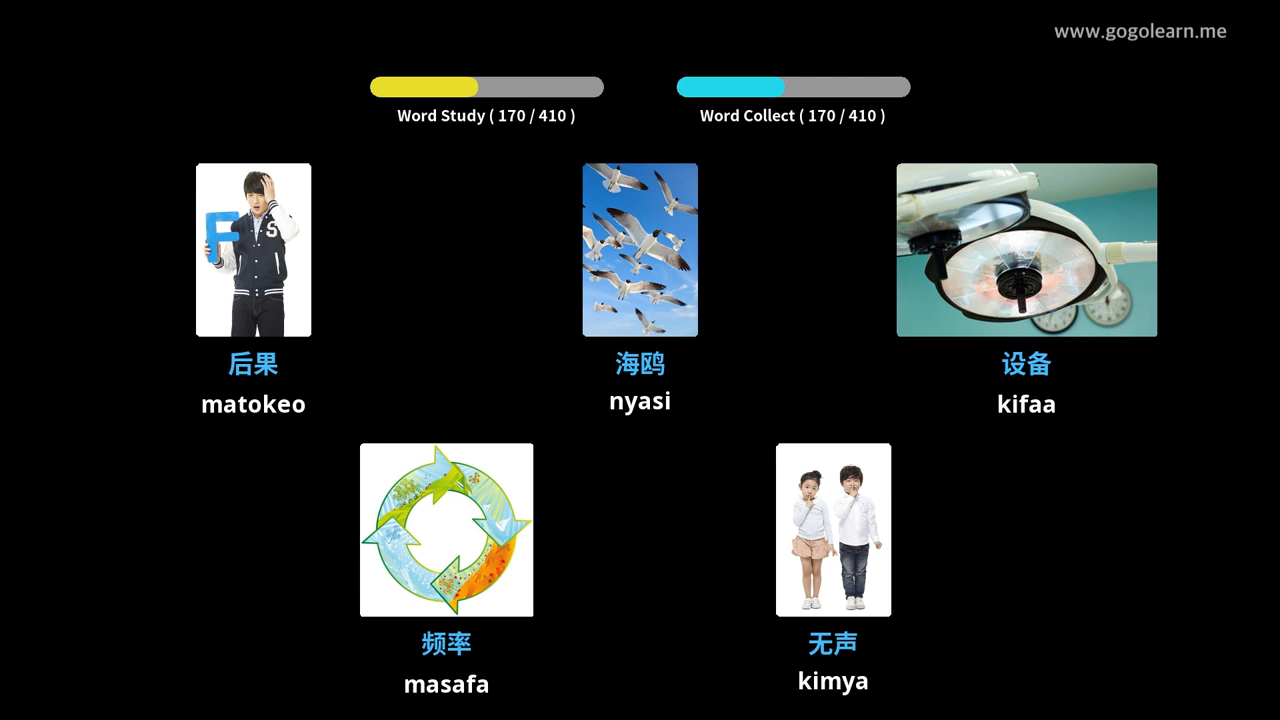 www.gogolearn.me
Word Study ( 170 / 410 )
Word Collect ( 170 / 410 )
后果
matokeo
海鸥
nyasi
设备
kifaa
频率
masafa
无声
kimya